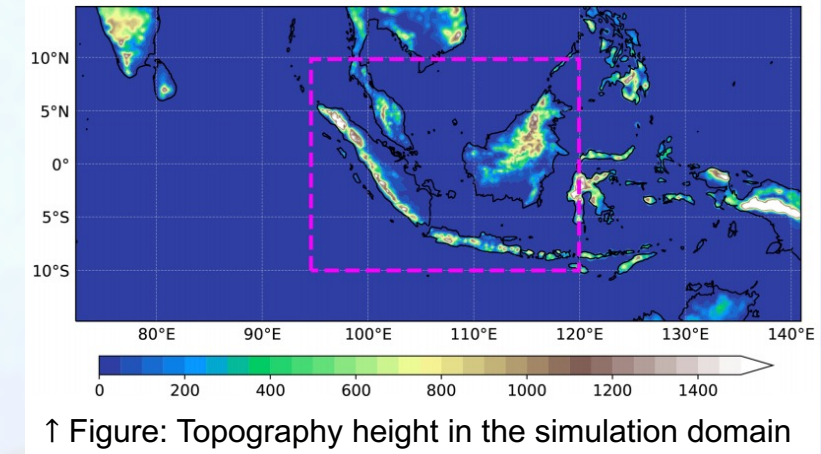 10°N
5°N
0°
5°S
10°S
80°E 90°E 100°E 110°E 120°E 130°E 140°E
0 200 400 600 800 1000 1200 1400
↑ Figure: Topography height in the simulation domain